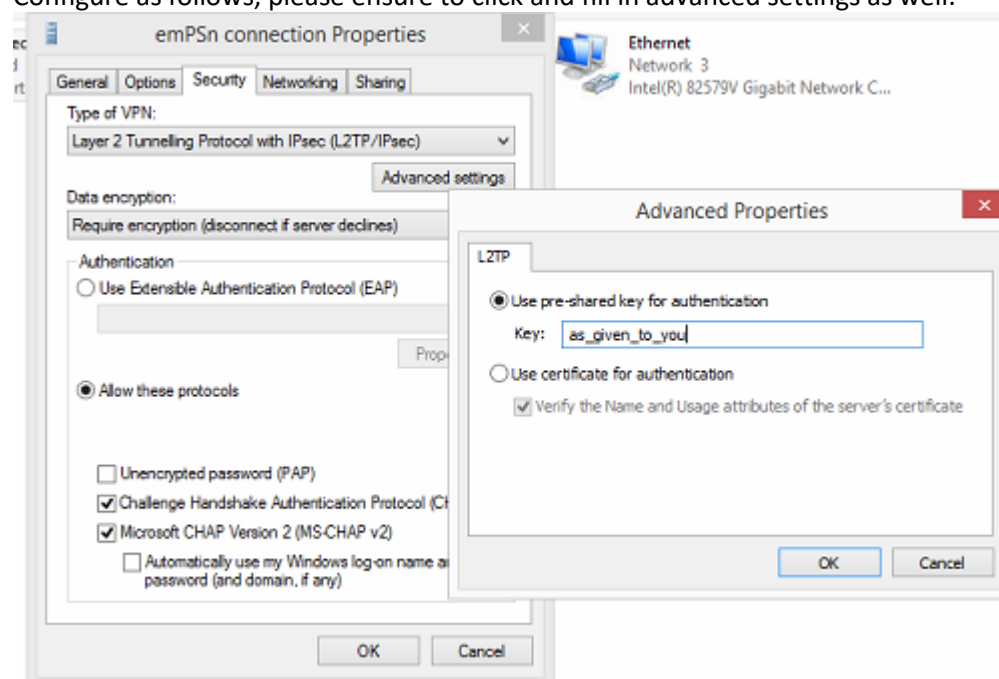 Configure as follows, please ensure to click and fill in advanced settings as well:
emPSn connection Properties
General Options Security Networking Sharing
Type of VPN:
Layer 2 Tunnelling Protocol with IPsec (L2TP/IPsec)
Advanced settings
Data encryption:
Require encryption (disconnect if server declines)
Authentication
Use Extensible Authentication Protocol (EAP)
Allow these protocols
Unencrypted password (PAP)
Challenge Handshake Authentication Protocol
Microsoft CHAP Version 2 (MS-CHAP v2)
Automatically use my Windows log-on name
password (and domain, if any)
OK Cancel
Ethernet
Network 3
Intel(R) 82579V Gigabit Network C...
Advanced Properties
L2TP
Use pre-shared key for authentication
Key: as_given_to_you
Use certificate for authentication
Verify the Name and Usage attributes of the server's certificate
OK Cancel